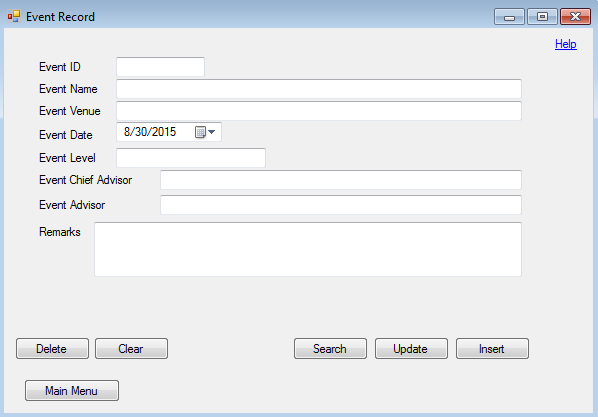 Event Record
Help
Event ID
Event Name
Event Venue
Event Date 8/30/2015
Event Level
Event Chief Advisor
Event Advisor
Remarks
Delete Clear Search Update Insert
Main Menu